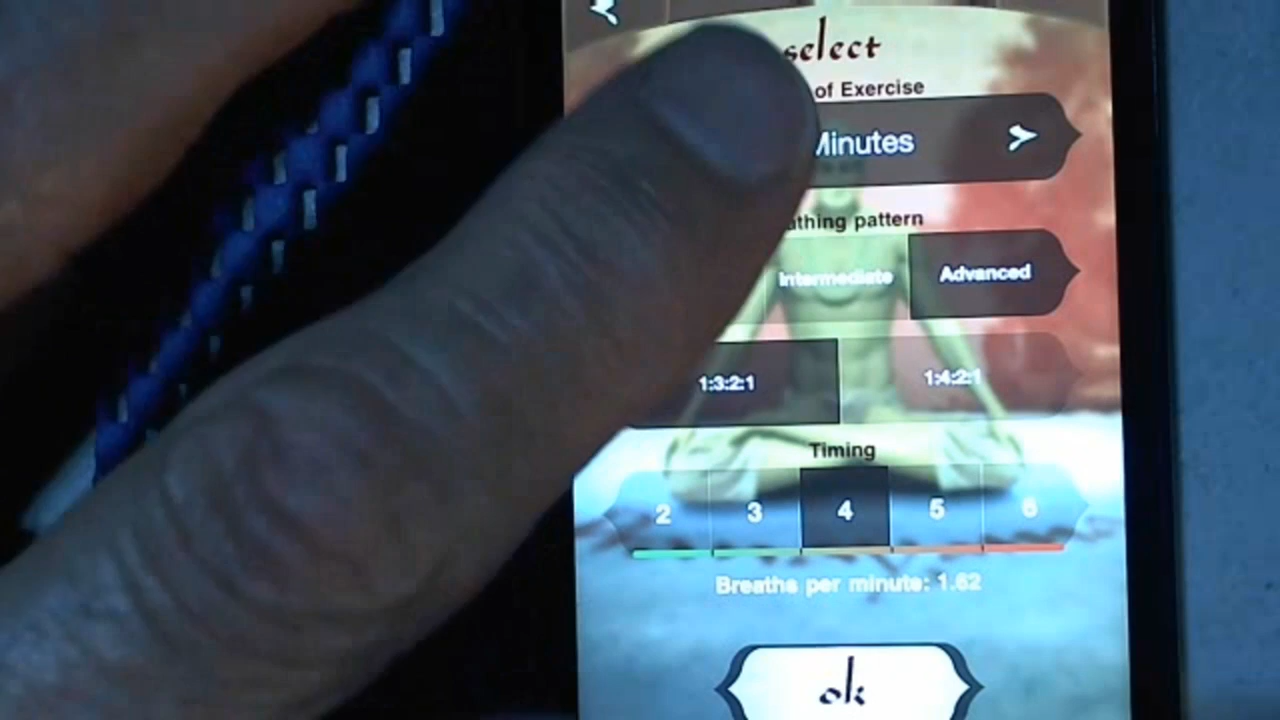 select
of Exercise
Minutes
athing pattern
Intermediate Advanced
1:3:2:1 1:4:2:1
Timing
2 3 4 5 6
Breaths per minute: 1.62
ok